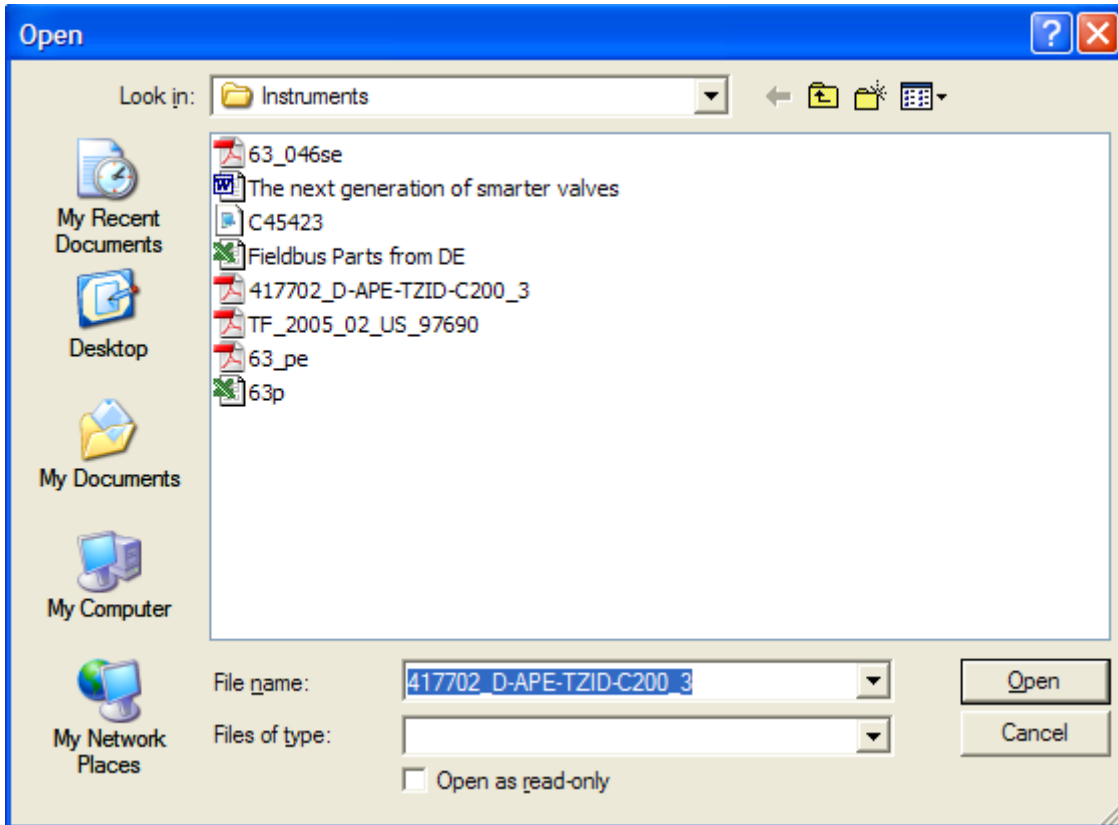 Open
Look in: Instruments
My Recent
Documents
Desktop
My Documents
My Computer
My Network
Places
63_046se
The next generation of smarter valves
C45423
Fieldbus Parts from DE
417702_D-APE-TZID-C200_3
TF_2005_02_US_97690
63_pe
63p
File name: 417702_D-APE-TZID-C200_3 Open
Files of type: Cancel
Open as read-only